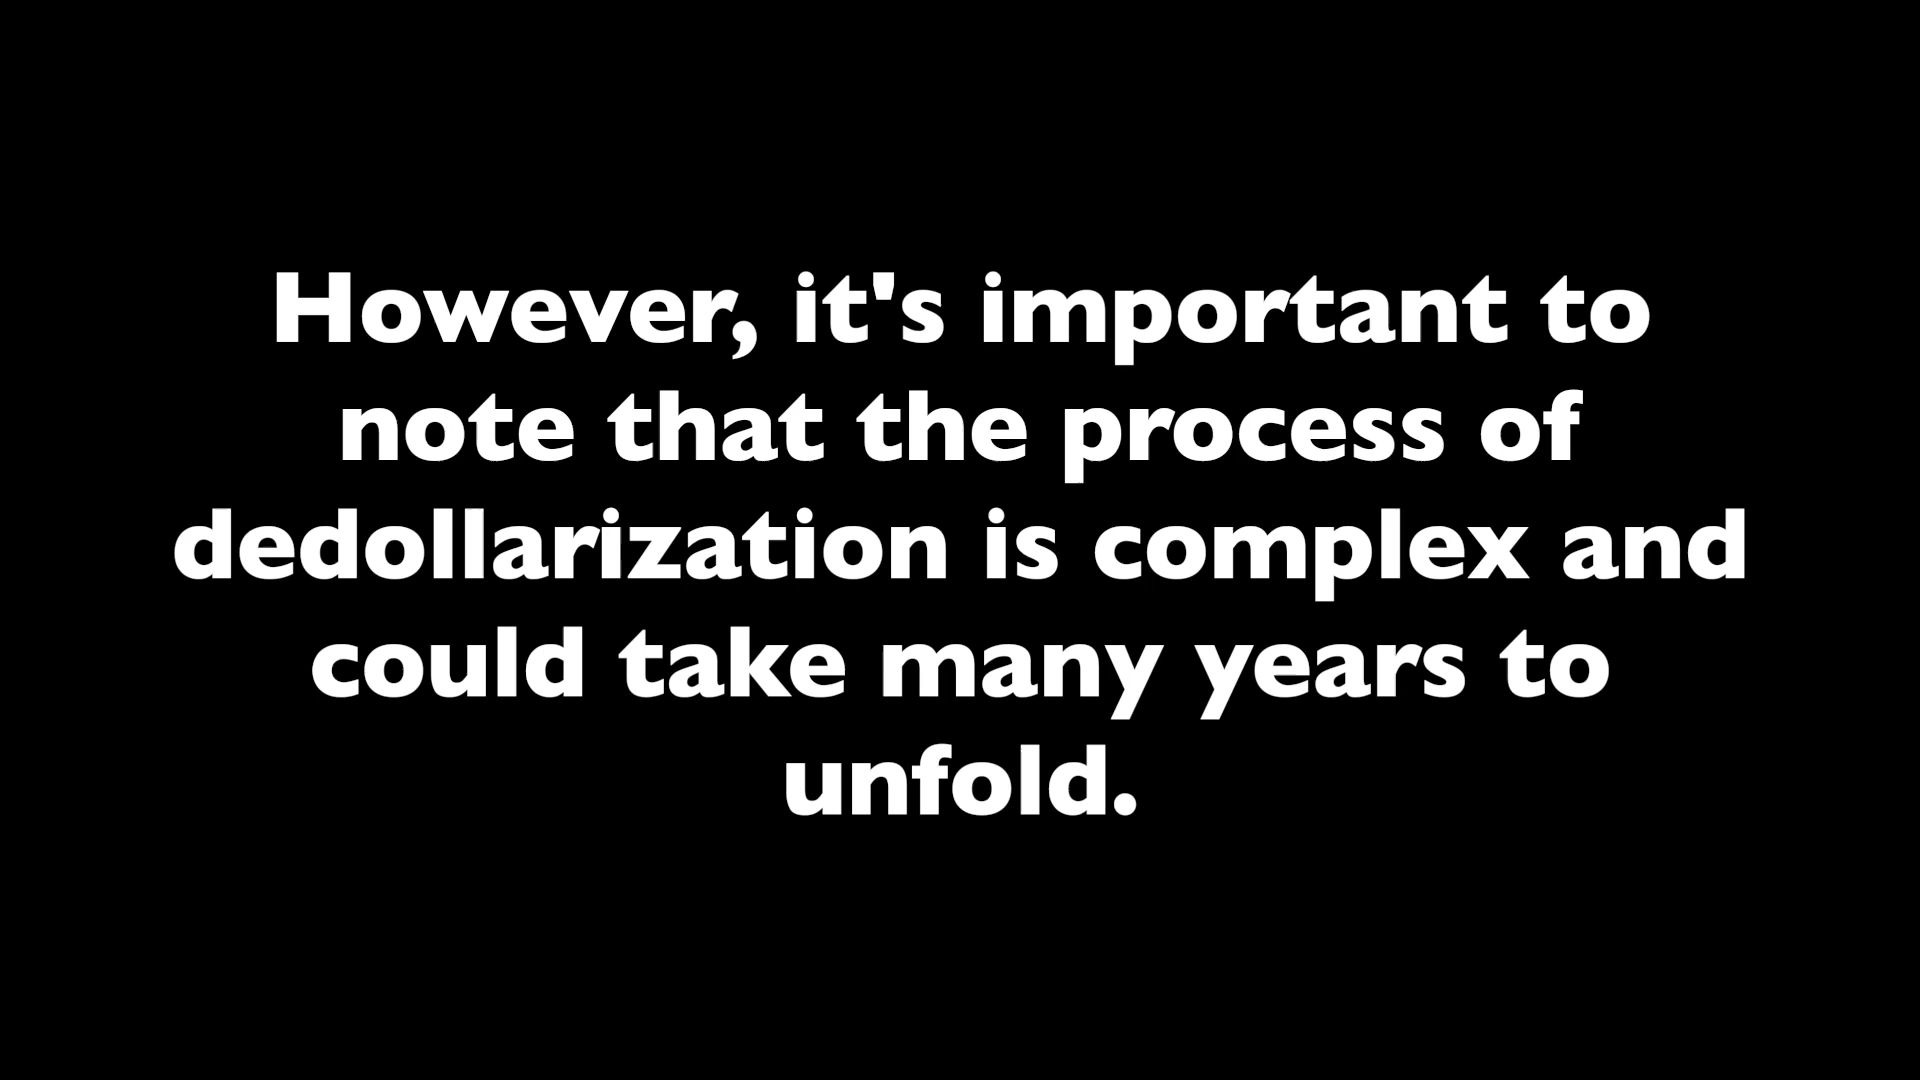 However, it's important to
note that the process of
dedollarization is complex and
could take many years to
unfold.